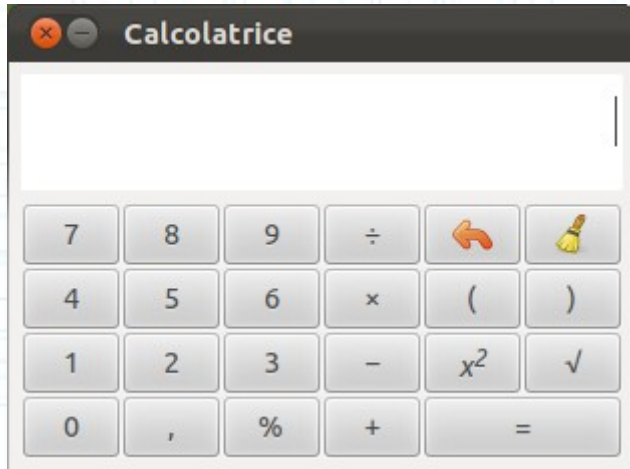 Calcolatrice
7 8 9 ÷
4 5 6 × ( )
1 2 3 − x² √
0 , % + =